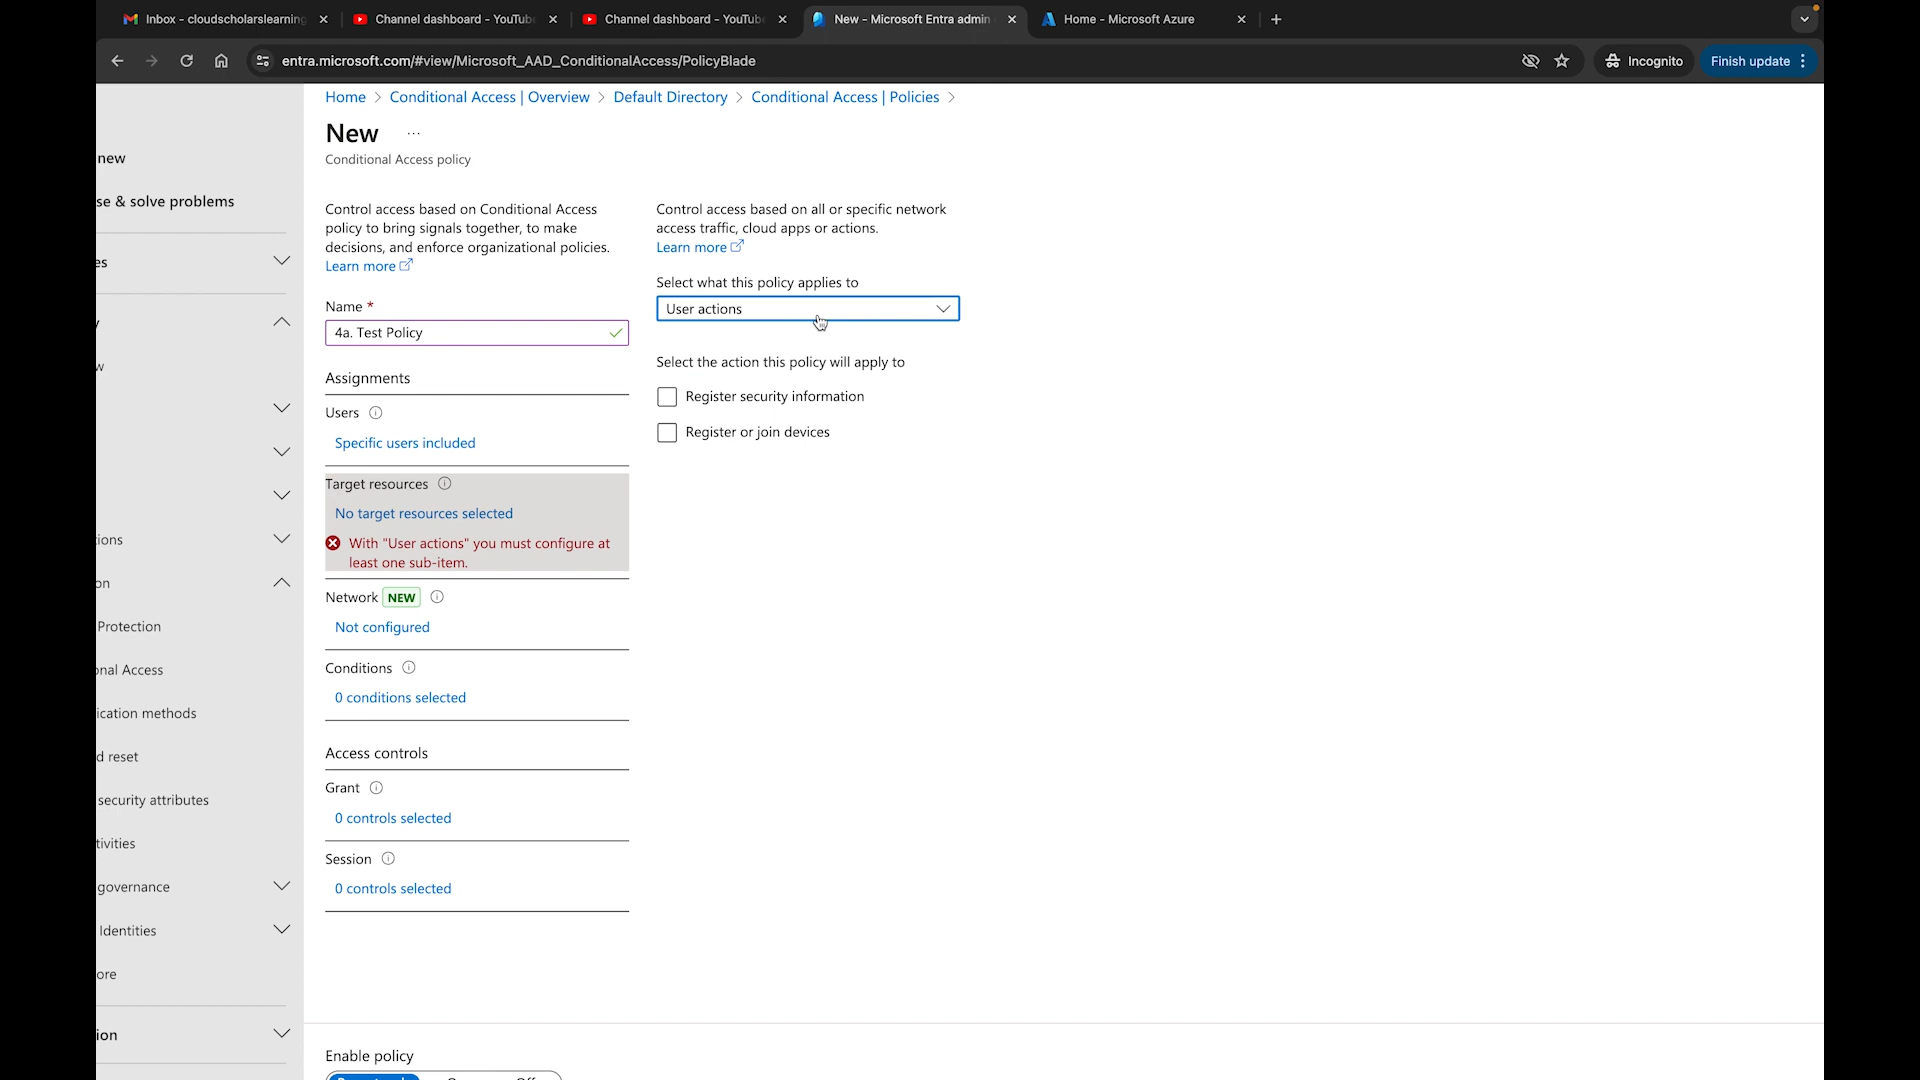 Inbox - cloudscholarslearning
Channel dashboard - YouTube
Channel dashboard - YouTube
New - Microsoft Entra admin
Home - Microsoft Azure
entra.microsoft.com/#view/Microsoft_AAD_ConditionalAccess/PolicyBlade
Incognito
Finish update
Home > Conditional Access | Overview > Default Directory > Conditional Access | Policies >
New ...
Conditional Access policy
new
se & solve problems
es
y
w
ions
on
Protection
onal Access
ication methods
d reset
security attributes
tivities
governance
Identities
ore
ion
Control access based on Conditional Access
policy to bring signals together, to make
decisions, and enforce organizational policies.
Learn more
Name *
4a. Test Policy
Assignments
Users
Specific users included
Target resources
No target resources selected
With "User actions" you must configure at
least one sub-item.
Network NEW
Not configured
Conditions
0 conditions selected
Access controls
Grant
0 controls selected
Session
0 controls selected
Enable policy
Control access based on all or specific network
access traffic, cloud apps or actions.
Learn more
Select what this policy applies to
User actions
Select the action this policy will apply to
Register security information
Register or join devices